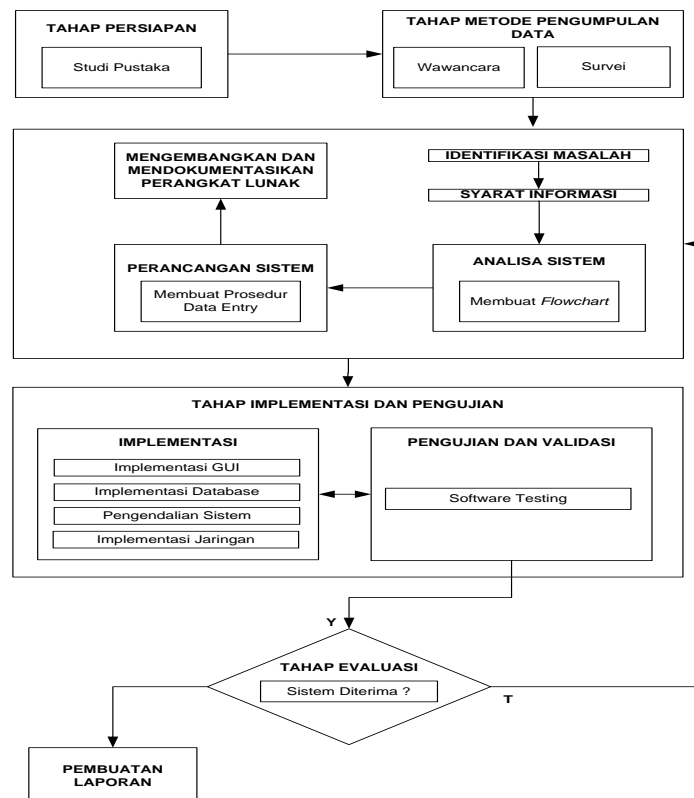 TAHAP PERSIAPAN
Studi Pustaka
TAHAP METODE PENGUMPULAN
DATA
Wawancara
Survei
MENGEMBANGKAN DAN
MENDOKUMENTASIKAN
PERANGKAT LUNAK
IDENTIFIKASI MASALAH
SYARAT INFORMASI
PERANCANGAN SISTEM
Membuat Prosedur
Data Entry
ANALISA SISTEM
Membuat Flowchart
TAHAP IMPLEMENTASI DAN PENGUJIAN
IMPLEMENTASI
Implementasi GUI
Implementasi Database
Pengendalian Sistem
Implementasi Jaringan
PENGUJIAN DAN VALIDASI
Software Testing
Y
TAHAP EVALUASI
Sistem Diterima ?
T
PEMBUATAN
LAPORAN